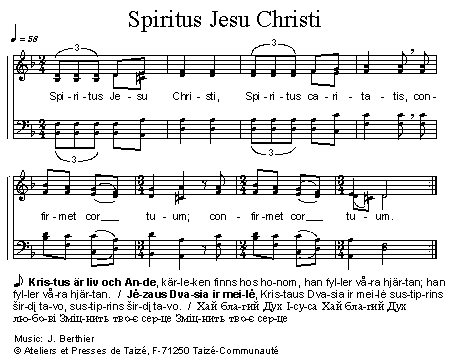 Spiritus Jesu Christi
♩ = 58
3 3
Spi - ri - tus Je - su Chri - sti, Spi - ri - tus ca - ri - ta - tis, con -
3 3
fir - met cor tuum; con - fir - met cor tu - um.
♪ Kris-tus är liv och An-de, kär-le-ken finns hos ho-nom, han fyl-ler vå-ra hjär-tan; han
fyl-ler vå-ra hjär-tan. / Jė-zaus Dva-sia ir mei-lė, Kris-taus Dva-sia ir mei-lė sus-tip-rins
šir-dį ta-vo, sus-tip-rins šir-dį ta-vo. / Хай бла-гий Дух І-су-са Хай бла-гий Дух
лю-бо-ві Зміц-нить тво-є сер-це Зміц-нить тво-є сер-це
Music: J. Berthier
© Ateliers et Presses de Taizé, F-71250 Taizé-Communauté